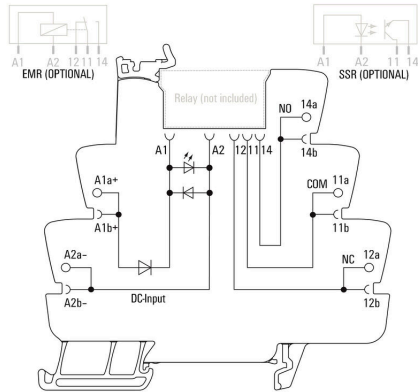 A1 A2 12 11 14
EMR (OPTIONAL)
A1 A2 11 14
SSR (OPTIONAL)
Relay (not included)
NO 14a
14b
A1 A2 12 11 14
A1a+
A1b+
COM 11a
11b
A2a–
A2b–
DC-Input
NC 12a
12b